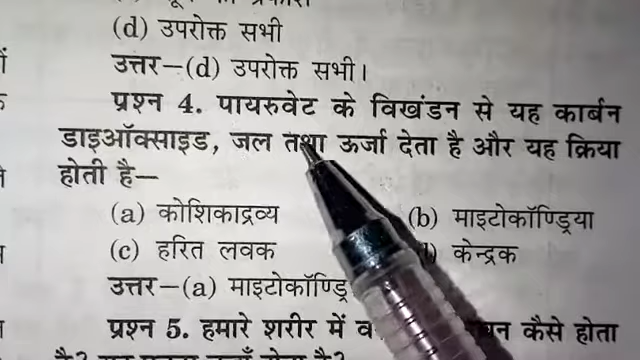 (d) उपरोक्त सभी
उत्तर–(d) उपरोक्त सभी।
प्रश्न 4. पायरुवेट के विखंडन से यह कार्बन
डाइऑक्साइड, जल तथा ऊर्जा देता है और यह क्रिया
होती है–
(a) कोशिकाद्रव्य (b) माइटोकॉण्ड्रिया
(c) हरित लवक केन्द्रक
उत्तर–(a)
प्रश्न 5. हमारे शरीर में कैसे होता